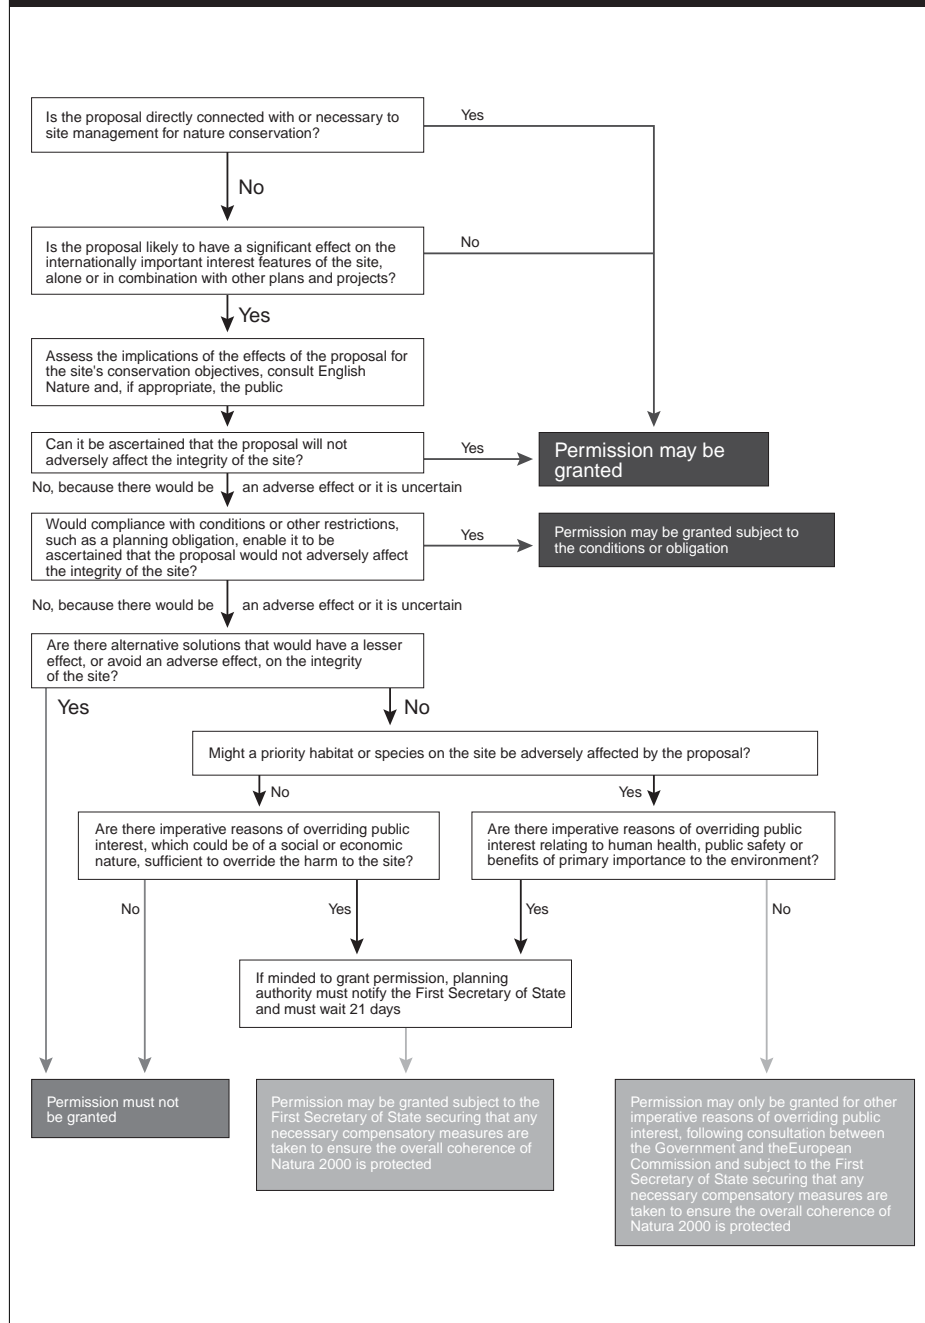 Is the proposal directly connected with or necessary to
site management for nature conservation?
Yes
No
Is the proposal likely to have a significant effect on the
internationally important interest features of the site,
alone or in combination with other plans and projects?
No
Yes
Assess the implications of the effects of the proposal for
the site's conservation objectives, consult English
Nature and, if appropriate, the public
Can it be ascertained that the proposal will not
adversely affect the integrity of the site?
Yes
Permission may be
granted
No, because there would be an adverse effect or it is uncertain
Would compliance with conditions or other restrictions,
such as a planning obligation, enable it to be
ascertained that the proposal would not adversely affect
the integrity of the site?
Yes
Permission may be granted subject to
the conditions or obligation
No, because there would be an adverse effect or it is uncertain
Are there alternative solutions that would have a lesser
effect, or avoid an adverse effect, on the integrity
of the site?
Yes
No
Might a priority habitat or species on the site be adversely affected by the proposal?
No
Yes
Are there imperative reasons of overriding public
interest, which could be of a social or economic
nature, sufficient to override the harm to the site?
Are there imperative reasons of overriding public
interest relating to human health, public safety or
benefits of primary importance to the environment?
No
Yes
Yes
No
If minded to grant permission, planning
authority must notify the First Secretary of State
and must wait 21 days
Permission must not
be granted
Permission may be granted subject to the
First Secretary of State securing that any
necessary compensatory measures are
taken to ensure the overall coherence of
Natura 2000 is protected
Permission may only be granted for other
imperative reasons of overriding public
interest, following consultation between
the Government and theEuropean
Commission and subject to the First
Secretary of State securing that any
necessary compensatory measures are
taken to ensure the overall coherence of
Natura 2000 is protected